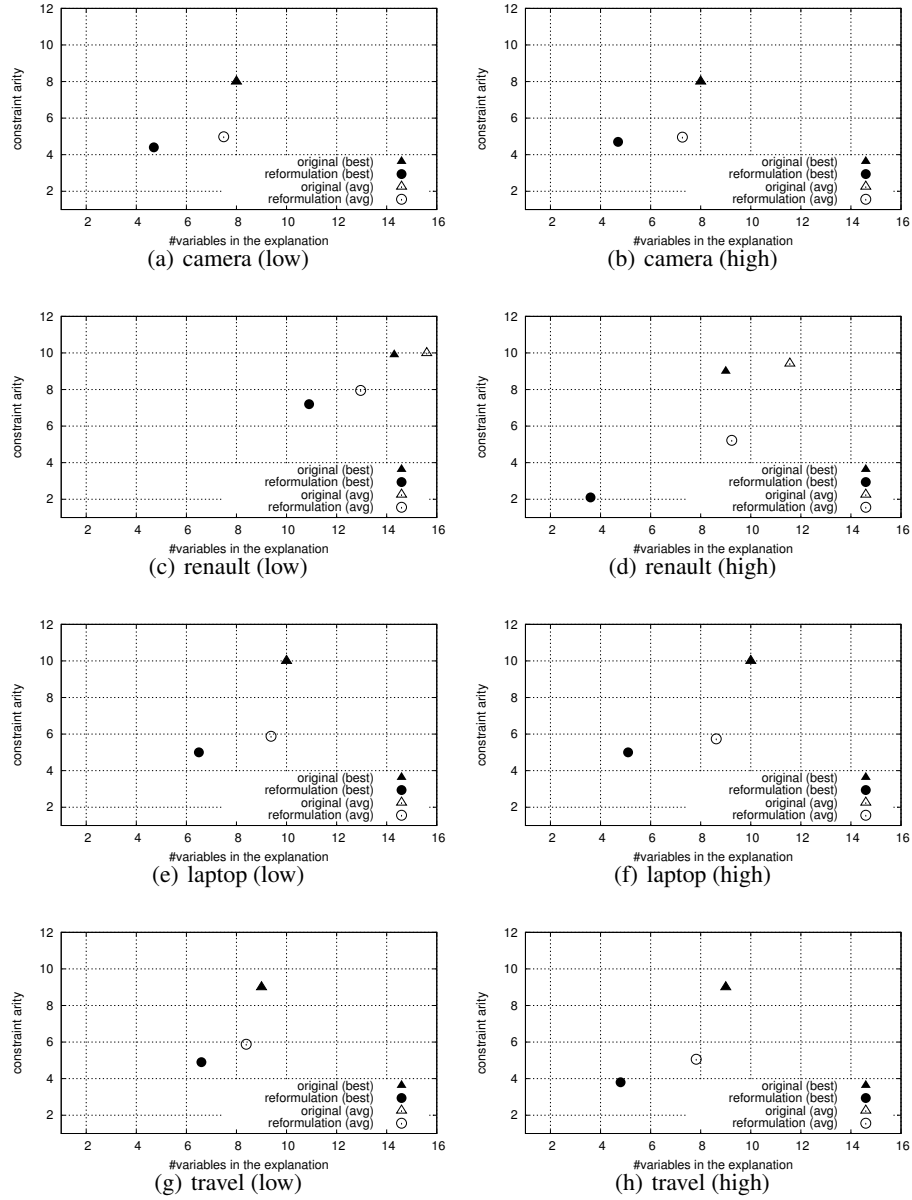 constraint arity
12
10
8
6
4
2
original (best)
reformulation (best)
original (avg)
reformulation (avg)
2 4 6 8 10 12 14 16
#variables in the explanation
(a) camera (low)
constraint arity
12
10
8
6
4
2
original (best)
reformulation (best)
original (avg)
reformulation (avg)
2 4 6 8 10 12 14 16
#variables in the explanation
(b) camera (high)
constraint arity
12
10
8
6
4
2
original (best)
reformulation (best)
original (avg)
reformulation (avg)
2 4 6 8 10 12 14 16
#variables in the explanation
(c) renault (low)
constraint arity
12
10
8
6
4
2
original (best)
reformulation (best)
original (avg)
reformulation (avg)
2 4 6 8 10 12 14 16
#variables in the explanation
(d) renault (high)
constraint arity
12
10
8
6
4
2
original (best)
reformulation (best)
original (avg)
reformulation (avg)
2 4 6 8 10 12 14 16
#variables in the explanation
(e) laptop (low)
constraint arity
12
10
8
6
4
2
original (best)
reformulation (best)
original (avg)
reformulation (avg)
2 4 6 8 10 12 14 16
#variables in the explanation
(f) laptop (high)
constraint arity
12
10
8
6
4
2
original (best)
reformulation (best)
original (avg)
reformulation (avg)
2 4 6 8 10 12 14 16
#variables in the explanation
(g) travel (low)
constraint arity
12
10
8
6
4
2
original (best)
reformulation (best)
original (avg)
reformulation (avg)
2 4 6 8 10 12 14 16
#variables in the explanation
(h) travel (high)